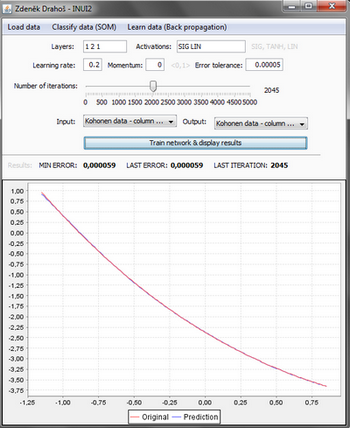 Zdeněk Drahoš - INUI2
Load data Classify data (SOM) Learn data (Back propagation)
Layers: 1 2 1 Activations: SIG LIN SIG, TANH, LIN
Learning rate: 0.2 Momentum: 0 <0,1> Error tolerance: 0.00005
Number of iterations: 2045
0 500 1000 1500 2000 2500 3000 3500 4000 4500 5000
Input: Kohonen data - column ... Output: Kohonen data - column ...
Train network & display results
Results: MIN ERROR: 0,000059 LAST ERROR: 0,000059 LAST ITERATION: 2045
1,00
0,75
0,50
0,25
0,00
-0,25
-0,50
-0,75
-1,00
-1,25
-1,50
-1,75
-2,00
-2,25
-2,50
-2,75
-3,00
-3,25
-3,50
-3,75
-1,25 -1,00 -0,75 -0,50 -0,25 0,00 0,25 0,50 0,75
Original Prediction